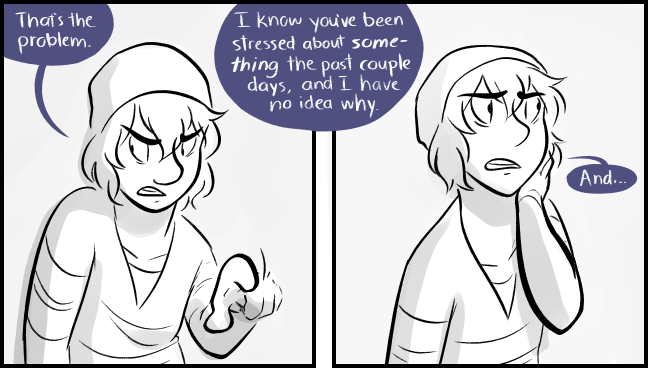 That's the
problem.
I know you've been
stressed about some-
thing the past couple
days, and I have
no idea why.
And...